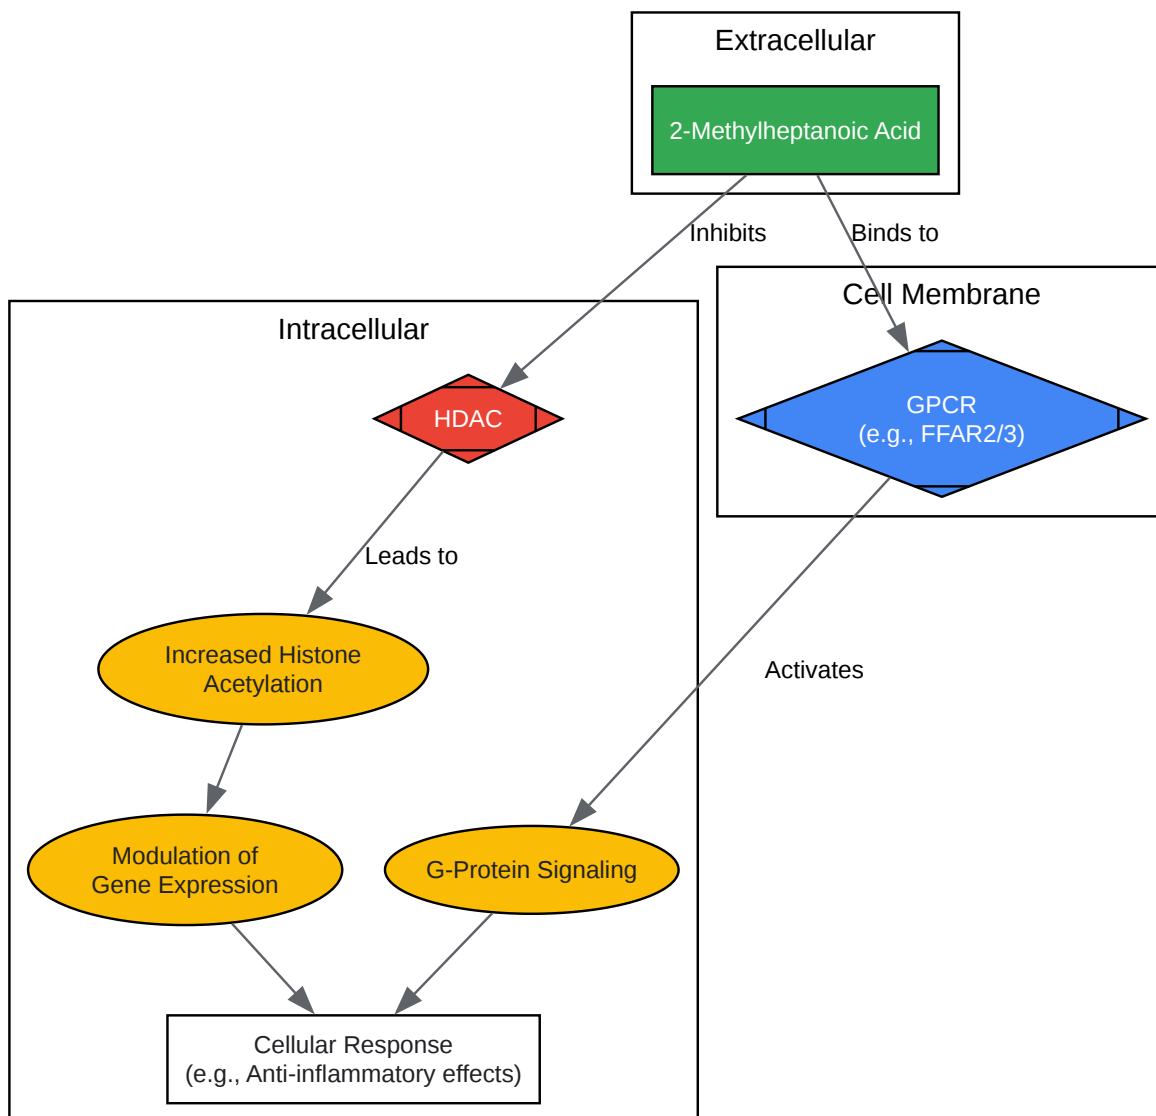 Extracellular
2-Methylheptanoic Acid
Inhibits
Binds to
Cell Membrane
Intracellular
HDAC
GPCR
(e.g., FFAR2/3)
Leads to
Increased Histone
Acetylation
Activates
Modulation of
Gene Expression
G-Protein Signaling
Cellular Response
(e.g., Anti-inflammatory effects)